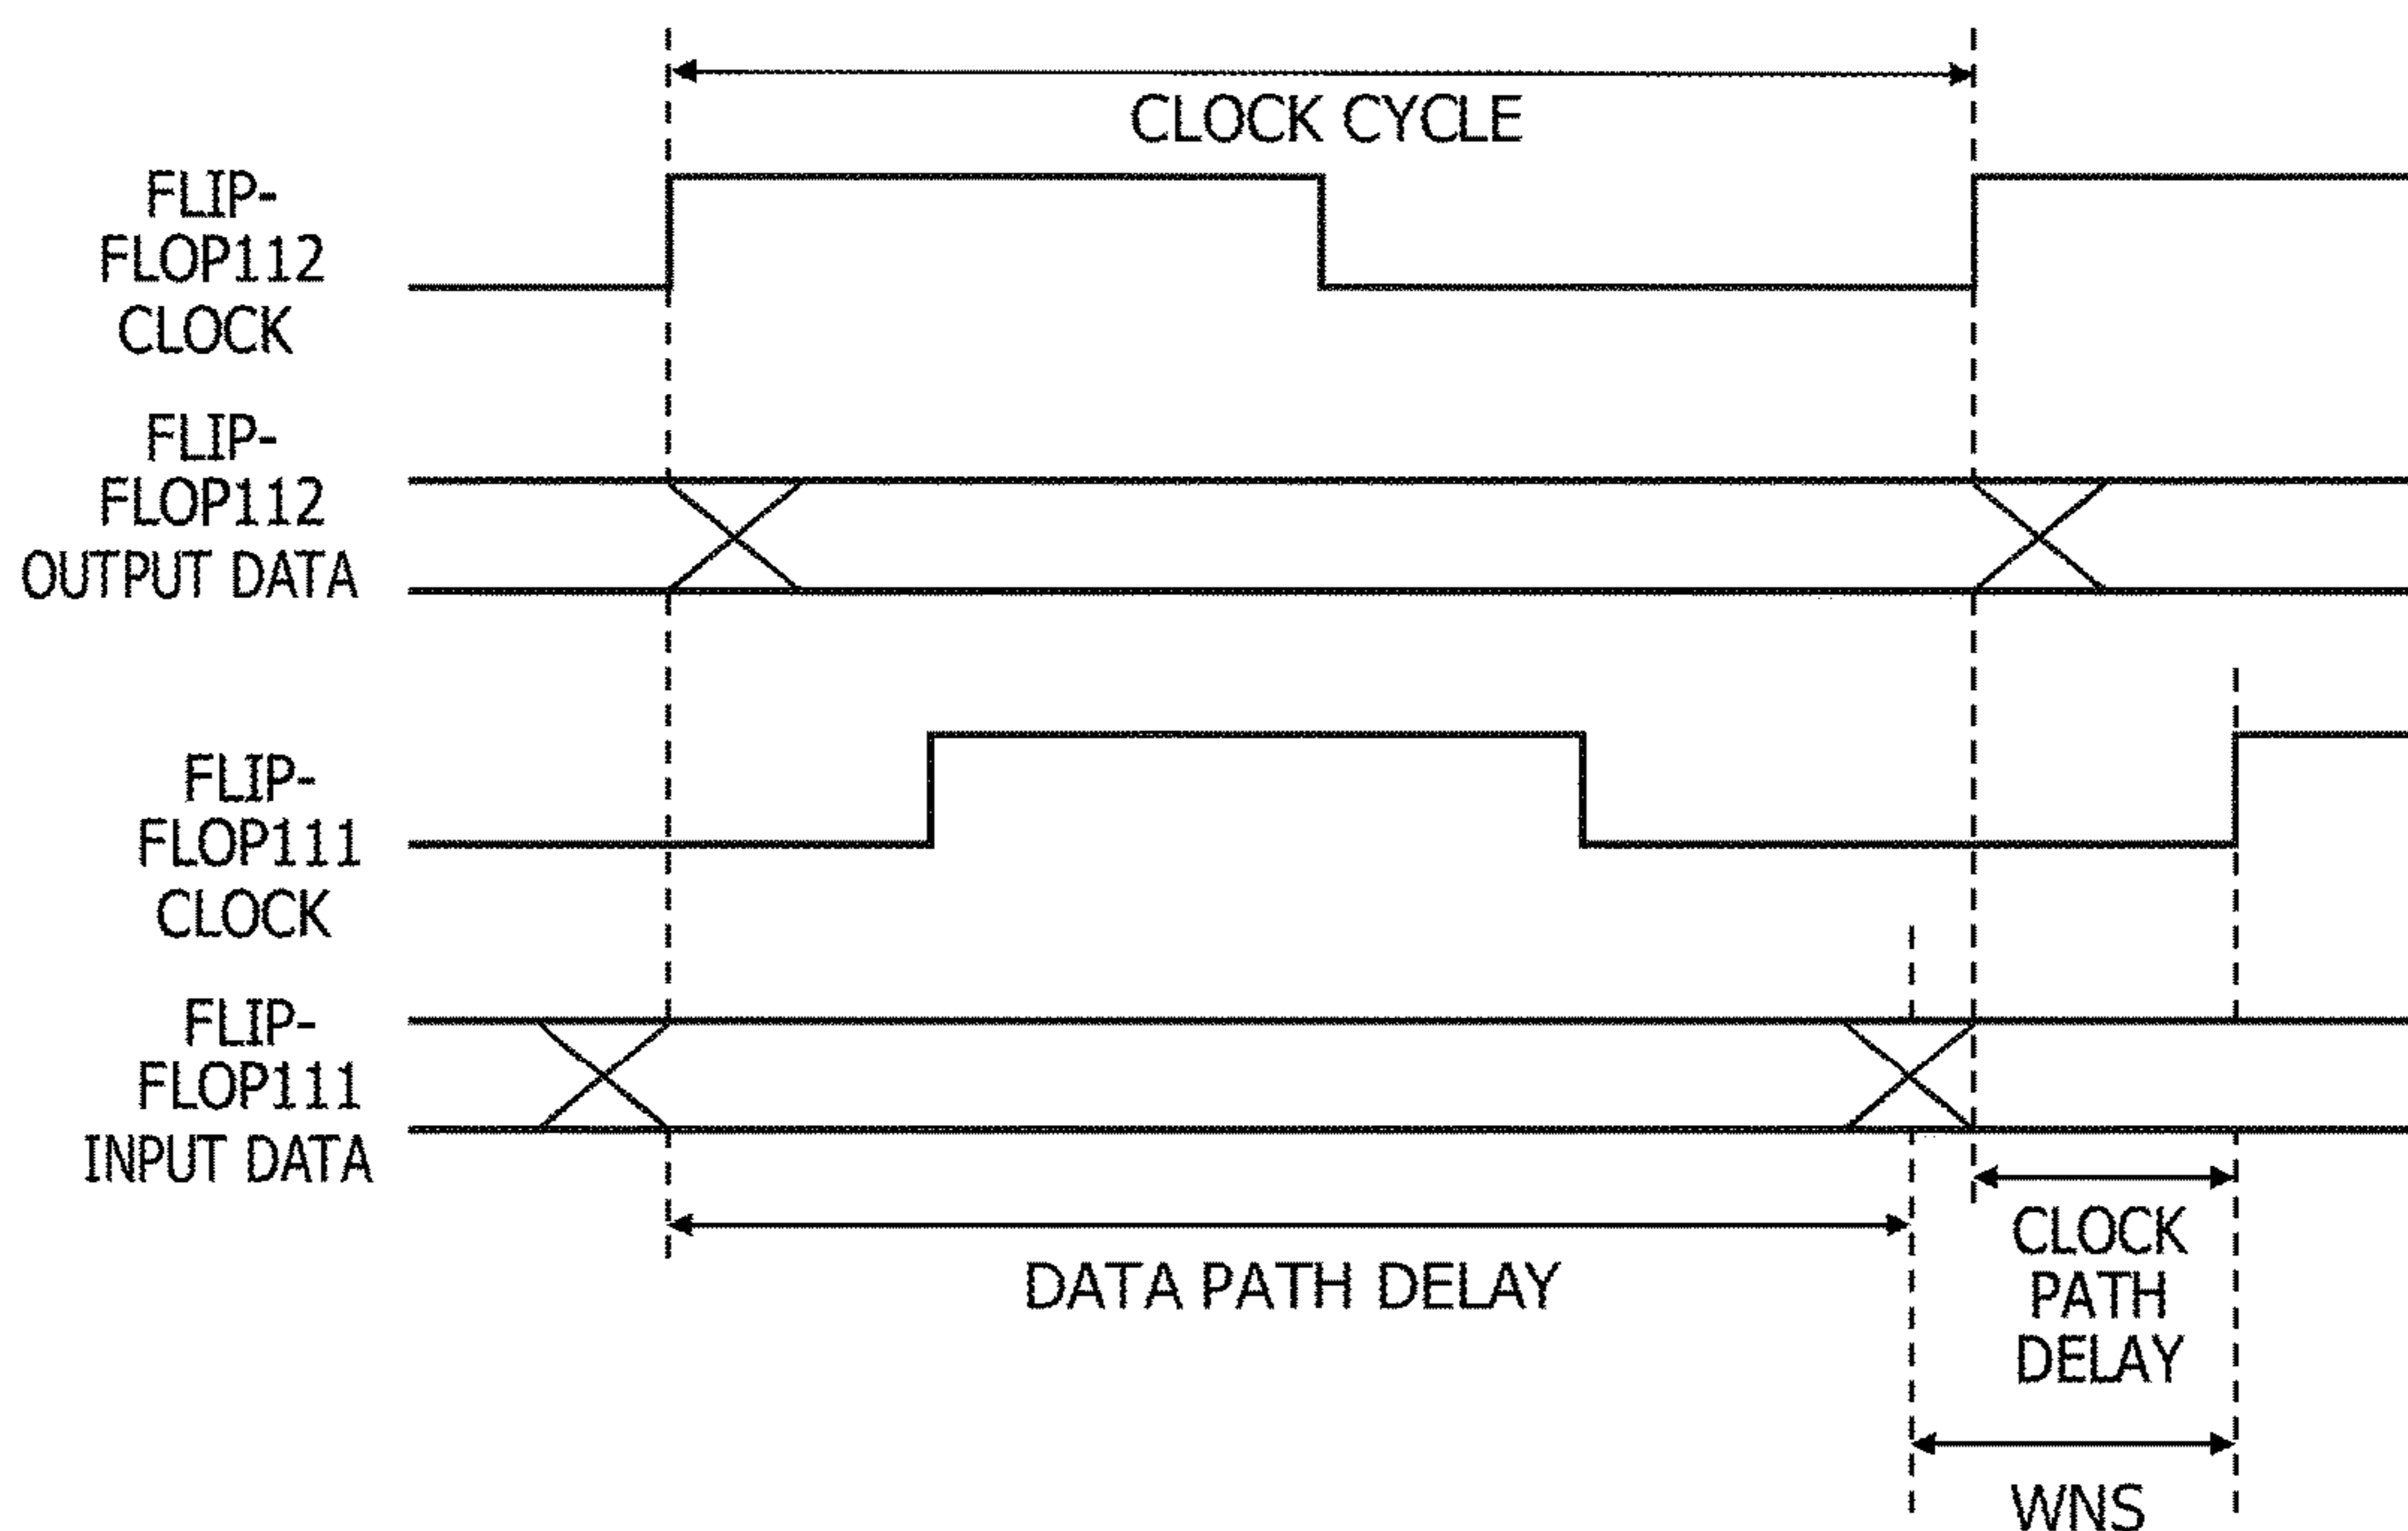 CLOCK CYCLE
FLIP-
FLOP112
CLOCK
FLIP-
FLOP112
OUTPUT DATA
FLIP-
FLOP111
CLOCK
FLIP-
FLOP111
INPUT DATA
DATA PATH DELAY
CLOCK
PATH
DELAY
WNS